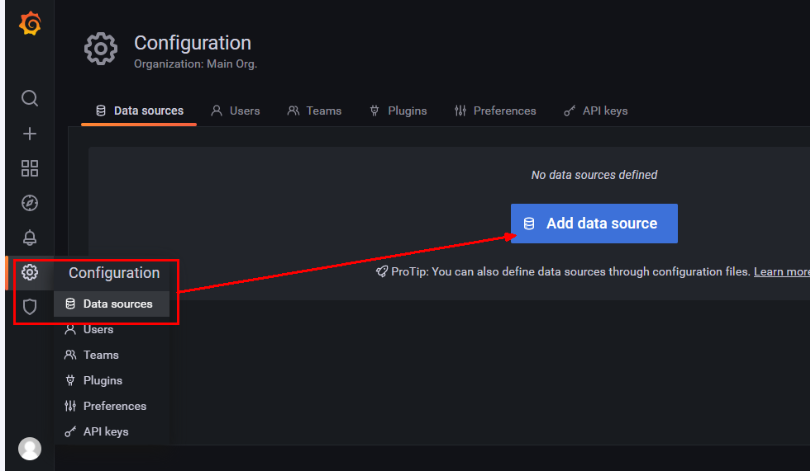 Configuration
Organization: Main Org.
Data sources Users Teams Plugins Preferences API keys
No data sources defined
Add data source
ProTip: You can also define data sources through configuration files. Learn more
Configuration
Data sources
Users
Teams
Plugins
Preferences
API keys